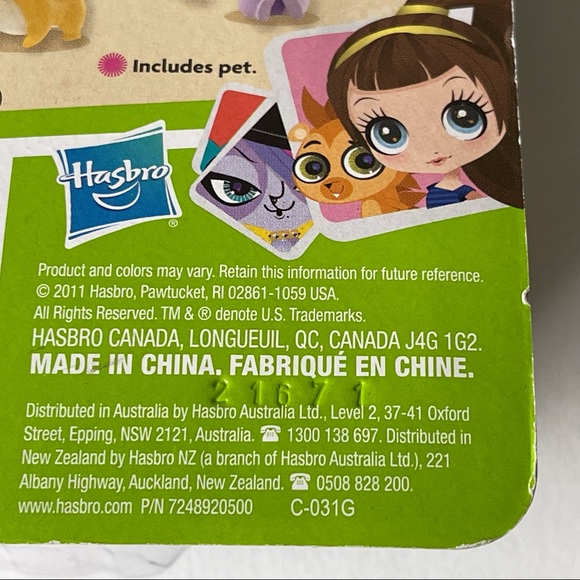 Includes pet.
Hasbro
®
Product and colors may vary. Retain this information for future reference.
© 2011 Hasbro, Pawtucket, RI 02861-1059 USA.
All Rights Reserved. TM & ® denote U.S. Trademarks.
HASBRO CANADA, LONGUEUIL, QC, CANADA J4G 1G2.
MADE IN CHINA. FABRIQUÉ EN CHINE.
21671
Distributed in Australia by Hasbro Australia Ltd., Level 2, 37-41 Oxford
Street, Epping, NSW 2121, Australia. ☎ 1300 138 697. Distributed in
New Zealand by Hasbro NZ (a branch of Hasbro Australia Ltd.), 221
Albany Highway, Auckland, New Zealand. ☎ 0508 828 200.
www.hasbro.com P/N 7248920500 C-031G